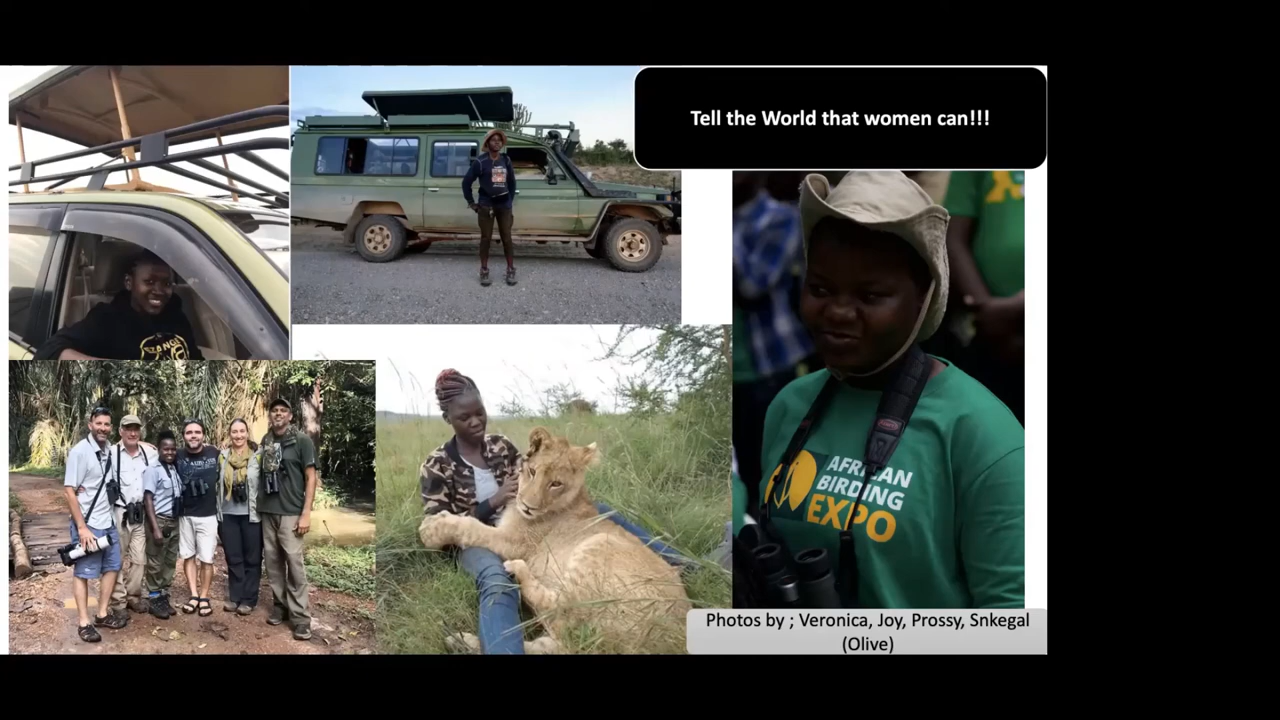 Tell the World that women can!!!
AFRICAN
BIRDING
EXPO
Photos by ; Veronica, Joy, Prossy, Snkegal
(Olive)